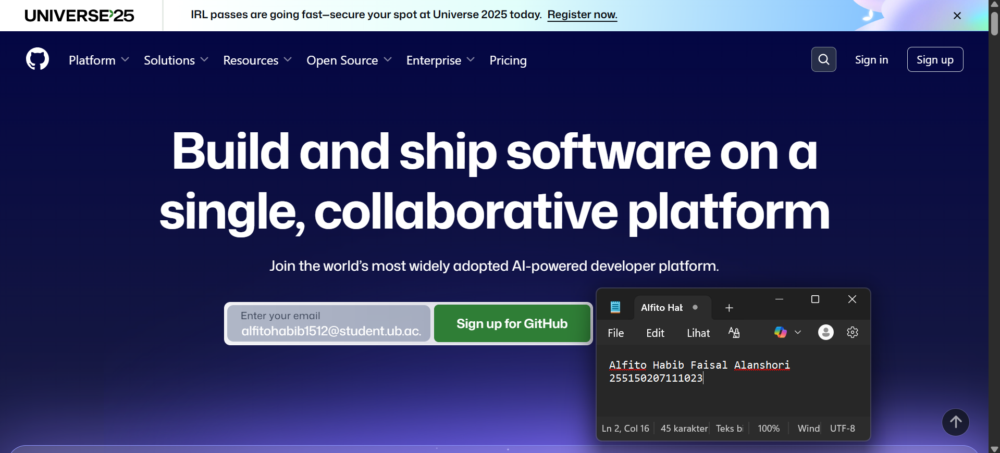 UNIVERSE'25
IRL passes are going fast—secure your spot at Universe 2025 today. Register now.
Platform Solutions Resources Open Source Enterprise Pricing Sign in Sign up
Build and ship software on a
single, collaborative platform
Join the world's most widely adopted AI-powered developer platform.
Enter your email
alfitohabib1512@student.ub.ac.
Sign up for GitHub
Alfito Hab
File Edit Lihat
Alfito Habib Faisal Alanshori
255150207111023
Ln 2, Col 16 45 karakter Teks bi 100% Wind UTF-8